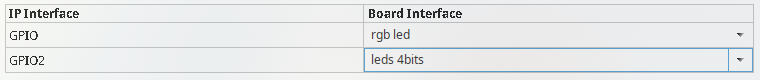 IP Interface Board Interface
GPIO rgb led
GPIO2 leds 4bits